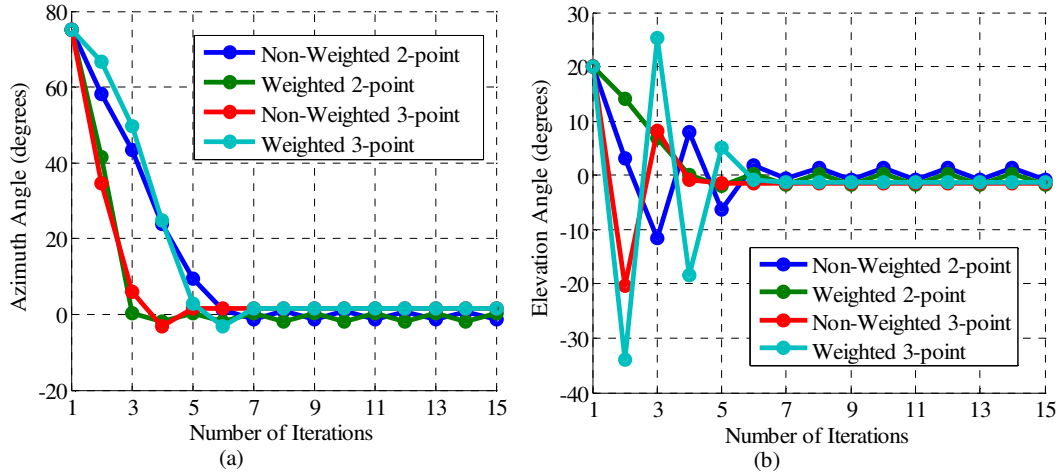 80
60
40
20
0
-20
Azimuth Angle (degrees)
Non-Weighted 2-point
Weighted 2-point
Non-Weighted 3-point
Weighted 3-point
1 3 5 7 9 11 13 15
Number of Iterations
(a)
30
20
10
0
-10
-20
-30
-40
Elevation Angle (degrees)
Non-Weighted 2-point
Weighted 2-point
Non-Weighted 3-point
Weighted 3-point
1 3 5 7 9 11 13 15
Number of Iterations
(b)